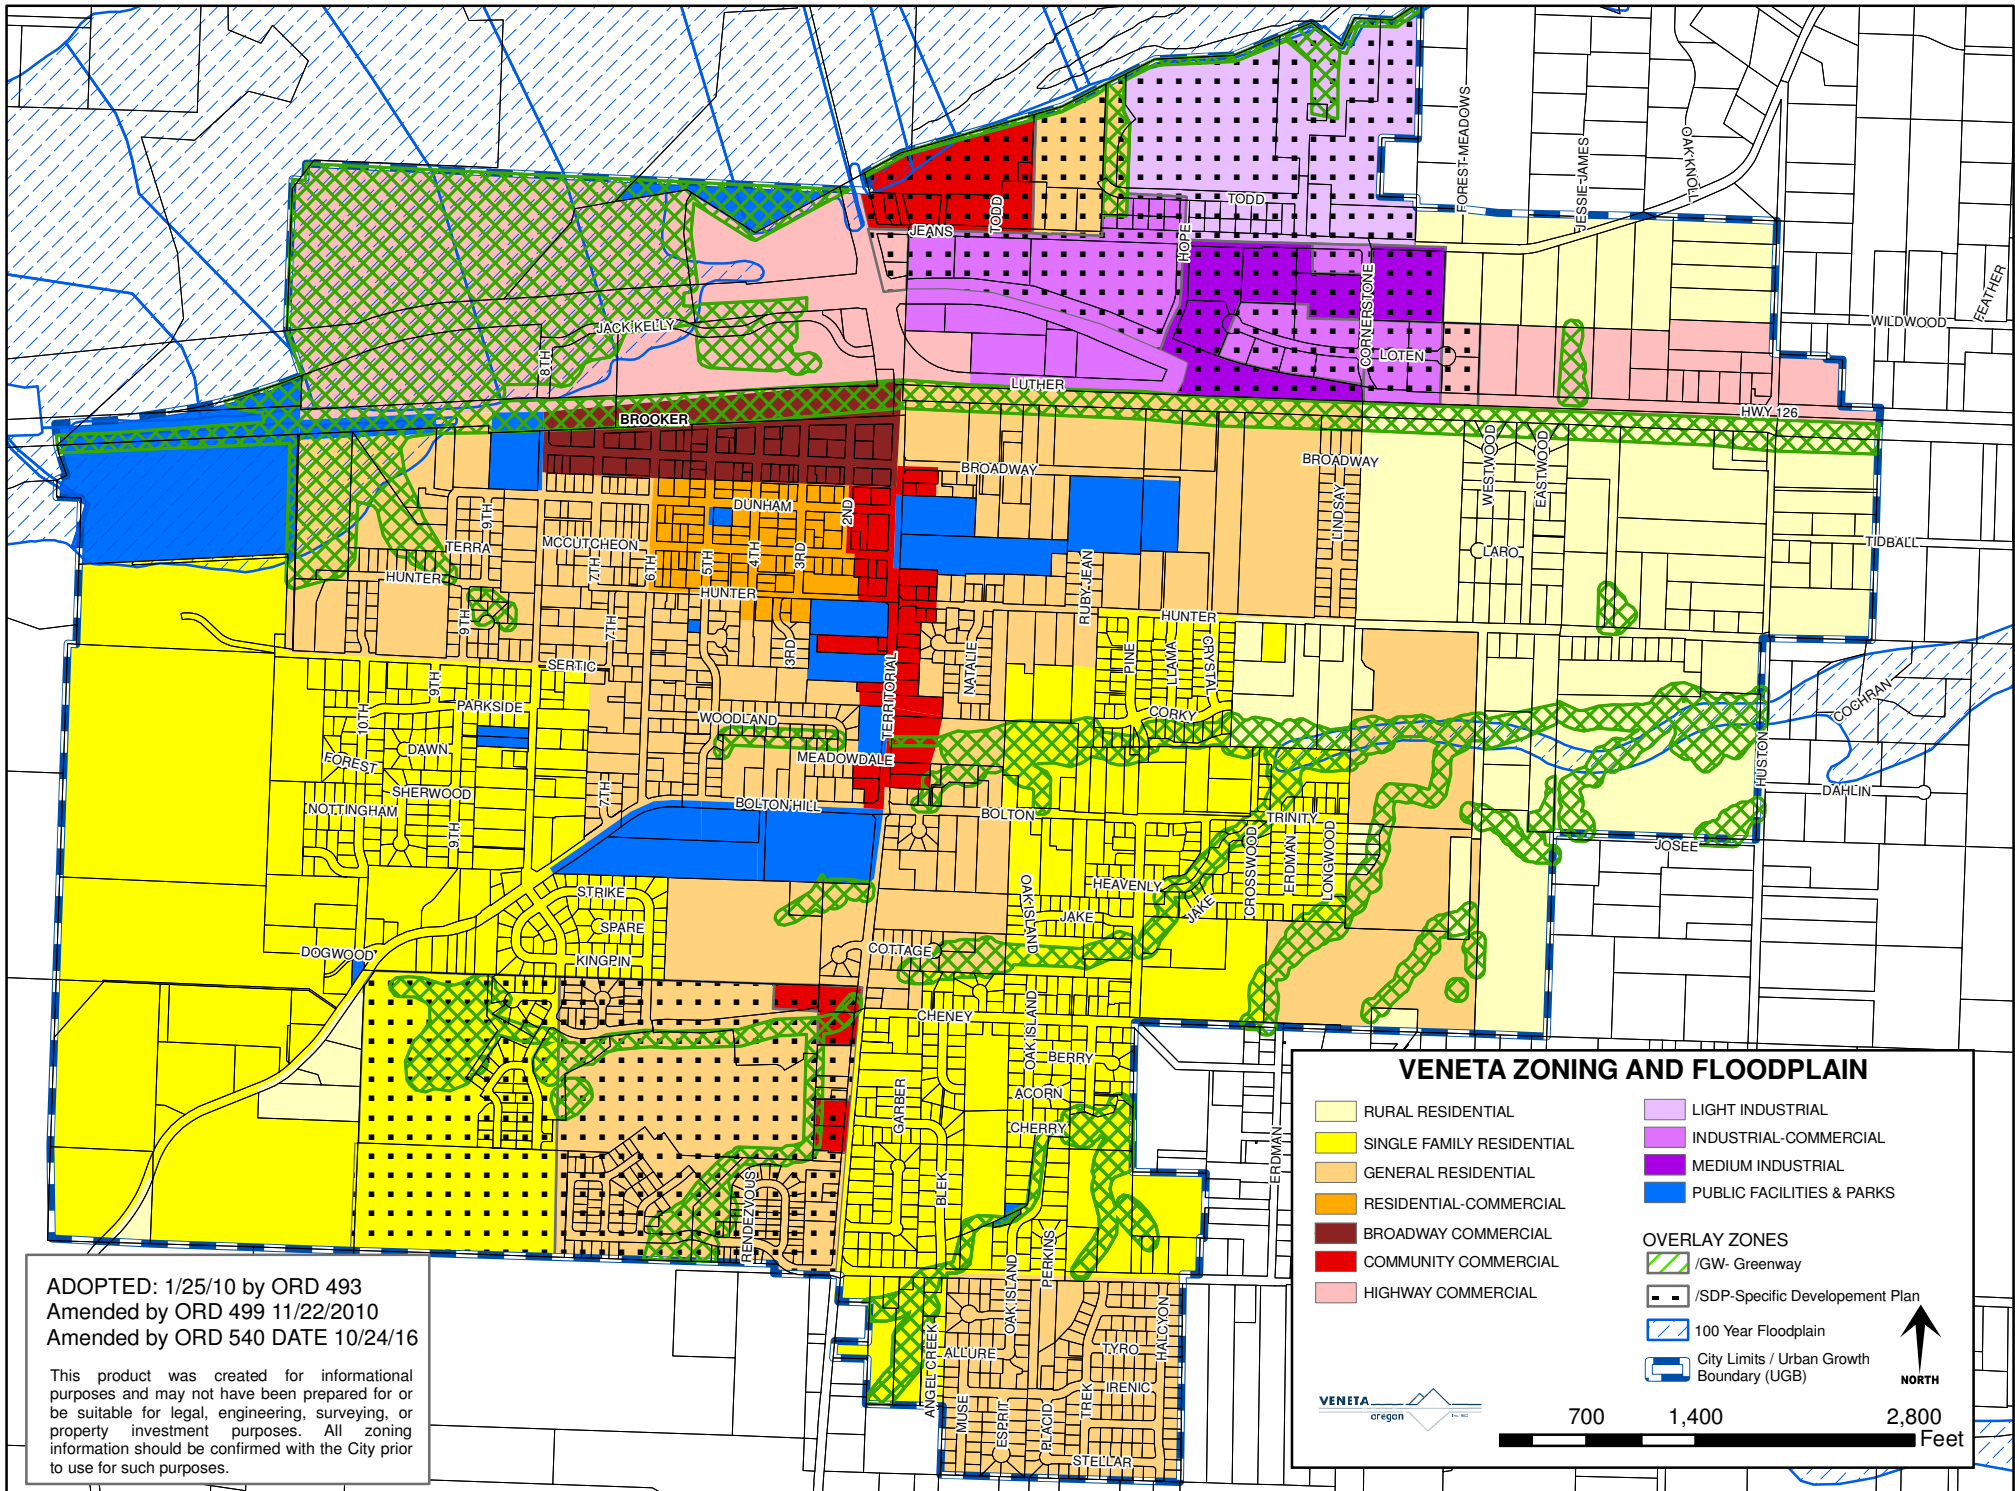 FOREST-MEADOWS
JESSIE-JAMES
OAK KNOLL
TODD
TODD
JEANS
HOPE
FEATHER
WILDWOOD
JACK KELLY
8TH
CORNERSTONE
LOTEN
LUTHER
HWY 126
BROOKER
BROADWAY
BROADWAY
WESTWOOD
EASTWOOD
DUNHAM
2ND
LINDSAY
9TH
TERRA
MCCUTCHEON
7TH
6TH
5TH
4TH
3RD
LARO
TIDBALL
HUNTER
HUNTER
RUBY JEAN
HUNTER
9TH
7TH
3RD
SERTIC
TERRITORIAL
NATALIE
PINE
LLAMA
CRYSTAL
9TH
PARKSIDE
10TH
WOODLAND
CORKY
COCHRAN
DAWN
FOREST
MEADOWDALE
HUSTON
SHERWOOD
NOTTINGHAM
9TH
7TH
BOLTON HILL
BOLTON
TRINITY
DAHLIN
JOSEE
CROSSWOOD
ERDMAN
LONGWOOD
STRIKE
SPARE
KINGPIN
HEAVENLY
OAK ISLAND
JAKE
JAKE
DOGWOOD
COTTAGE
CHENEY
OAK ISLAND
BERRY
ACORN
CHERRY
GARBER
BLEK
ERDMAN
RENDEZVOUS
PERKINS
OAK ISLAND
ANGEL CREEK
ALLURE
TYRO
HALCYON
IRENIC
MUSE
ESPRIT
PLACID
TREK
STELLAR
VENETA ZONING AND FLOODPLAIN
RURAL RESIDENTIAL
SINGLE FAMILY RESIDENTIAL
GENERAL RESIDENTIAL
RESIDENTIAL-COMMERCIAL
BROADWAY COMMERCIAL
COMMUNITY COMMERCIAL
HIGHWAY COMMERCIAL
LIGHT INDUSTRIAL
INDUSTRIAL-COMMERCIAL
MEDIUM INDUSTRIAL
PUBLIC FACILITIES & PARKS
OVERLAY ZONES
/GW- Greenway
/SDP-Specific Developement Plan
100 Year Floodplain
City Limits / Urban Growth
Boundary (UGB)
NORTH
VENETA
oregon
700 1,400 2,800
Feet
ADOPTED: 1/25/10 by ORD 493
Amended by ORD 499 11/22/2010
Amended by ORD 540 DATE 10/24/16
This product was created for informational
purposes and may not have been prepared for or
be suitable for legal, engineering, surveying, or
property investment purposes. All zoning
information should be confirmed with the City prior
to use for such purposes.